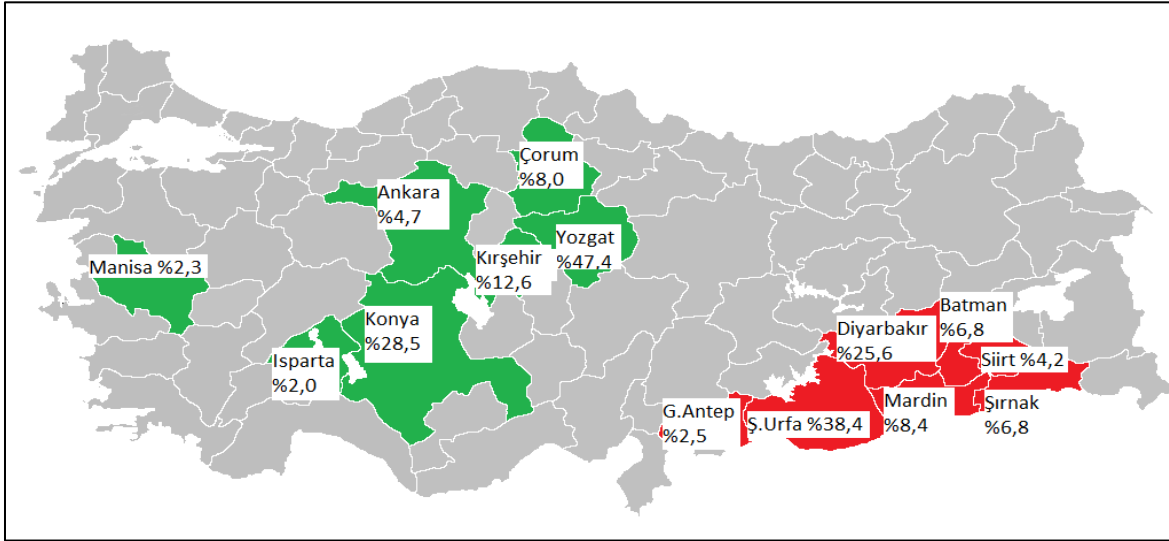 Çorum
%8,0
Ankara
%4,7
Yozgat
%47,4
Kırşehir
%12,6
Manisa %2,3
Konya
%28,5
Isparta
%2,0
Batman
%6,8
Diyarbakır
%25,6
Siirt %4,2
Mardin
%8,4
Şırnak
%6,8
G.Antep
%2,5
Ş.Urfa %38,4